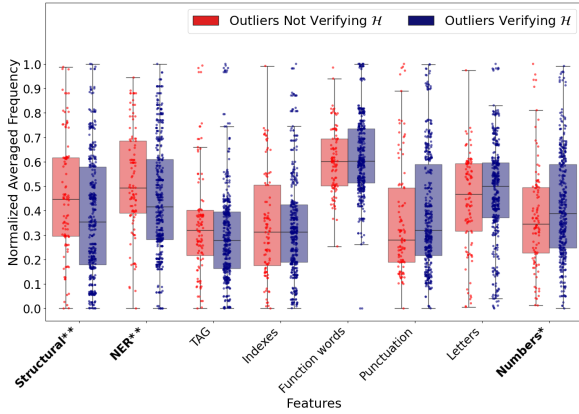 Outliers Not Verifying ℋ
Outliers Verifying ℋ
Normalized Averaged Frequency
1.0
0.9
0.8
0.7
0.6
0.5
0.4
0.3
0.2
0.1
0.0
Structural**
NER**
TAG
Indexes
Function words
Punctuation
Letters
Numbers*
Features